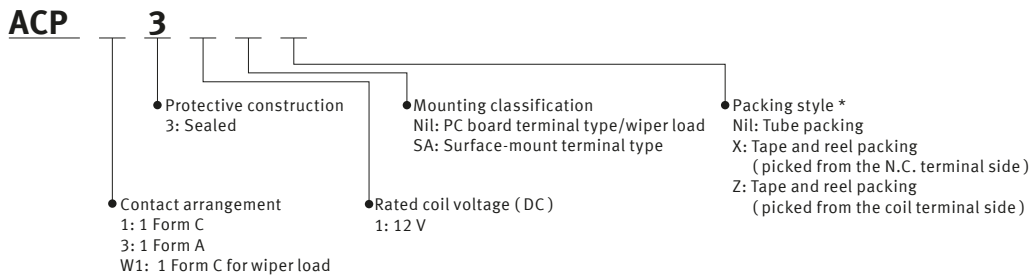 ACP 3
Protective construction
3: Sealed
Mounting classification
Nil: PC board terminal type/wiper load
SA: Surface-mount terminal type
Packing style *
Nil: Tube packing
X: Tape and reel packing
( picked from the N.C. terminal side )
Z: Tape and reel packing
( picked from the coil terminal side )
Contact arrangement
1: 1 Form C
3: 1 Form A
W1: 1 Form C for wiper load
Rated coil voltage ( DC )
1: 12 V